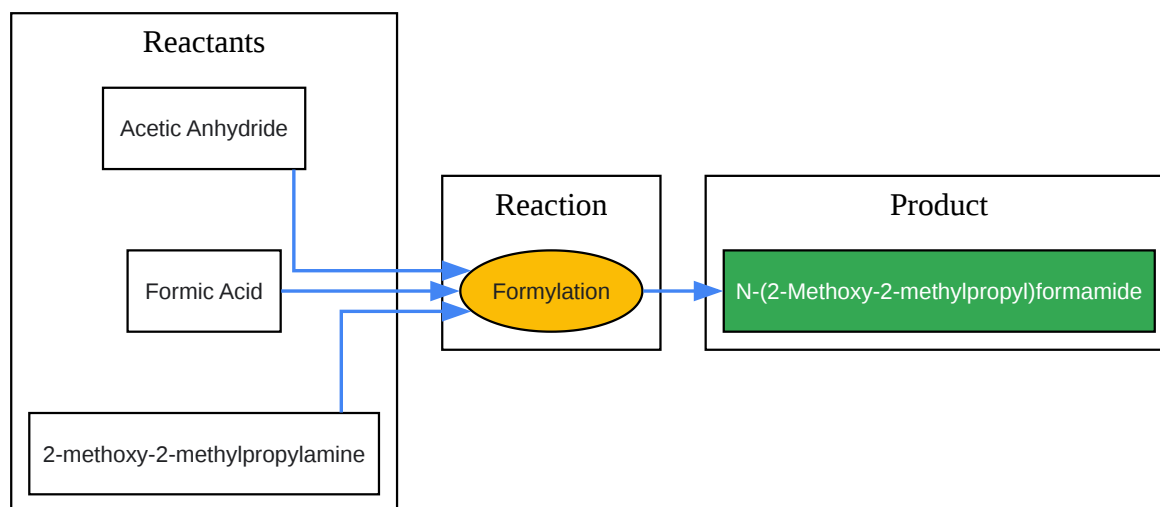 Reactants
Acetic Anhydride
Formic Acid
2-methoxy-2-methylpropylamine
Reaction
Formylation
Product
N-(2-Methoxy-2-methylpropyl)formamide